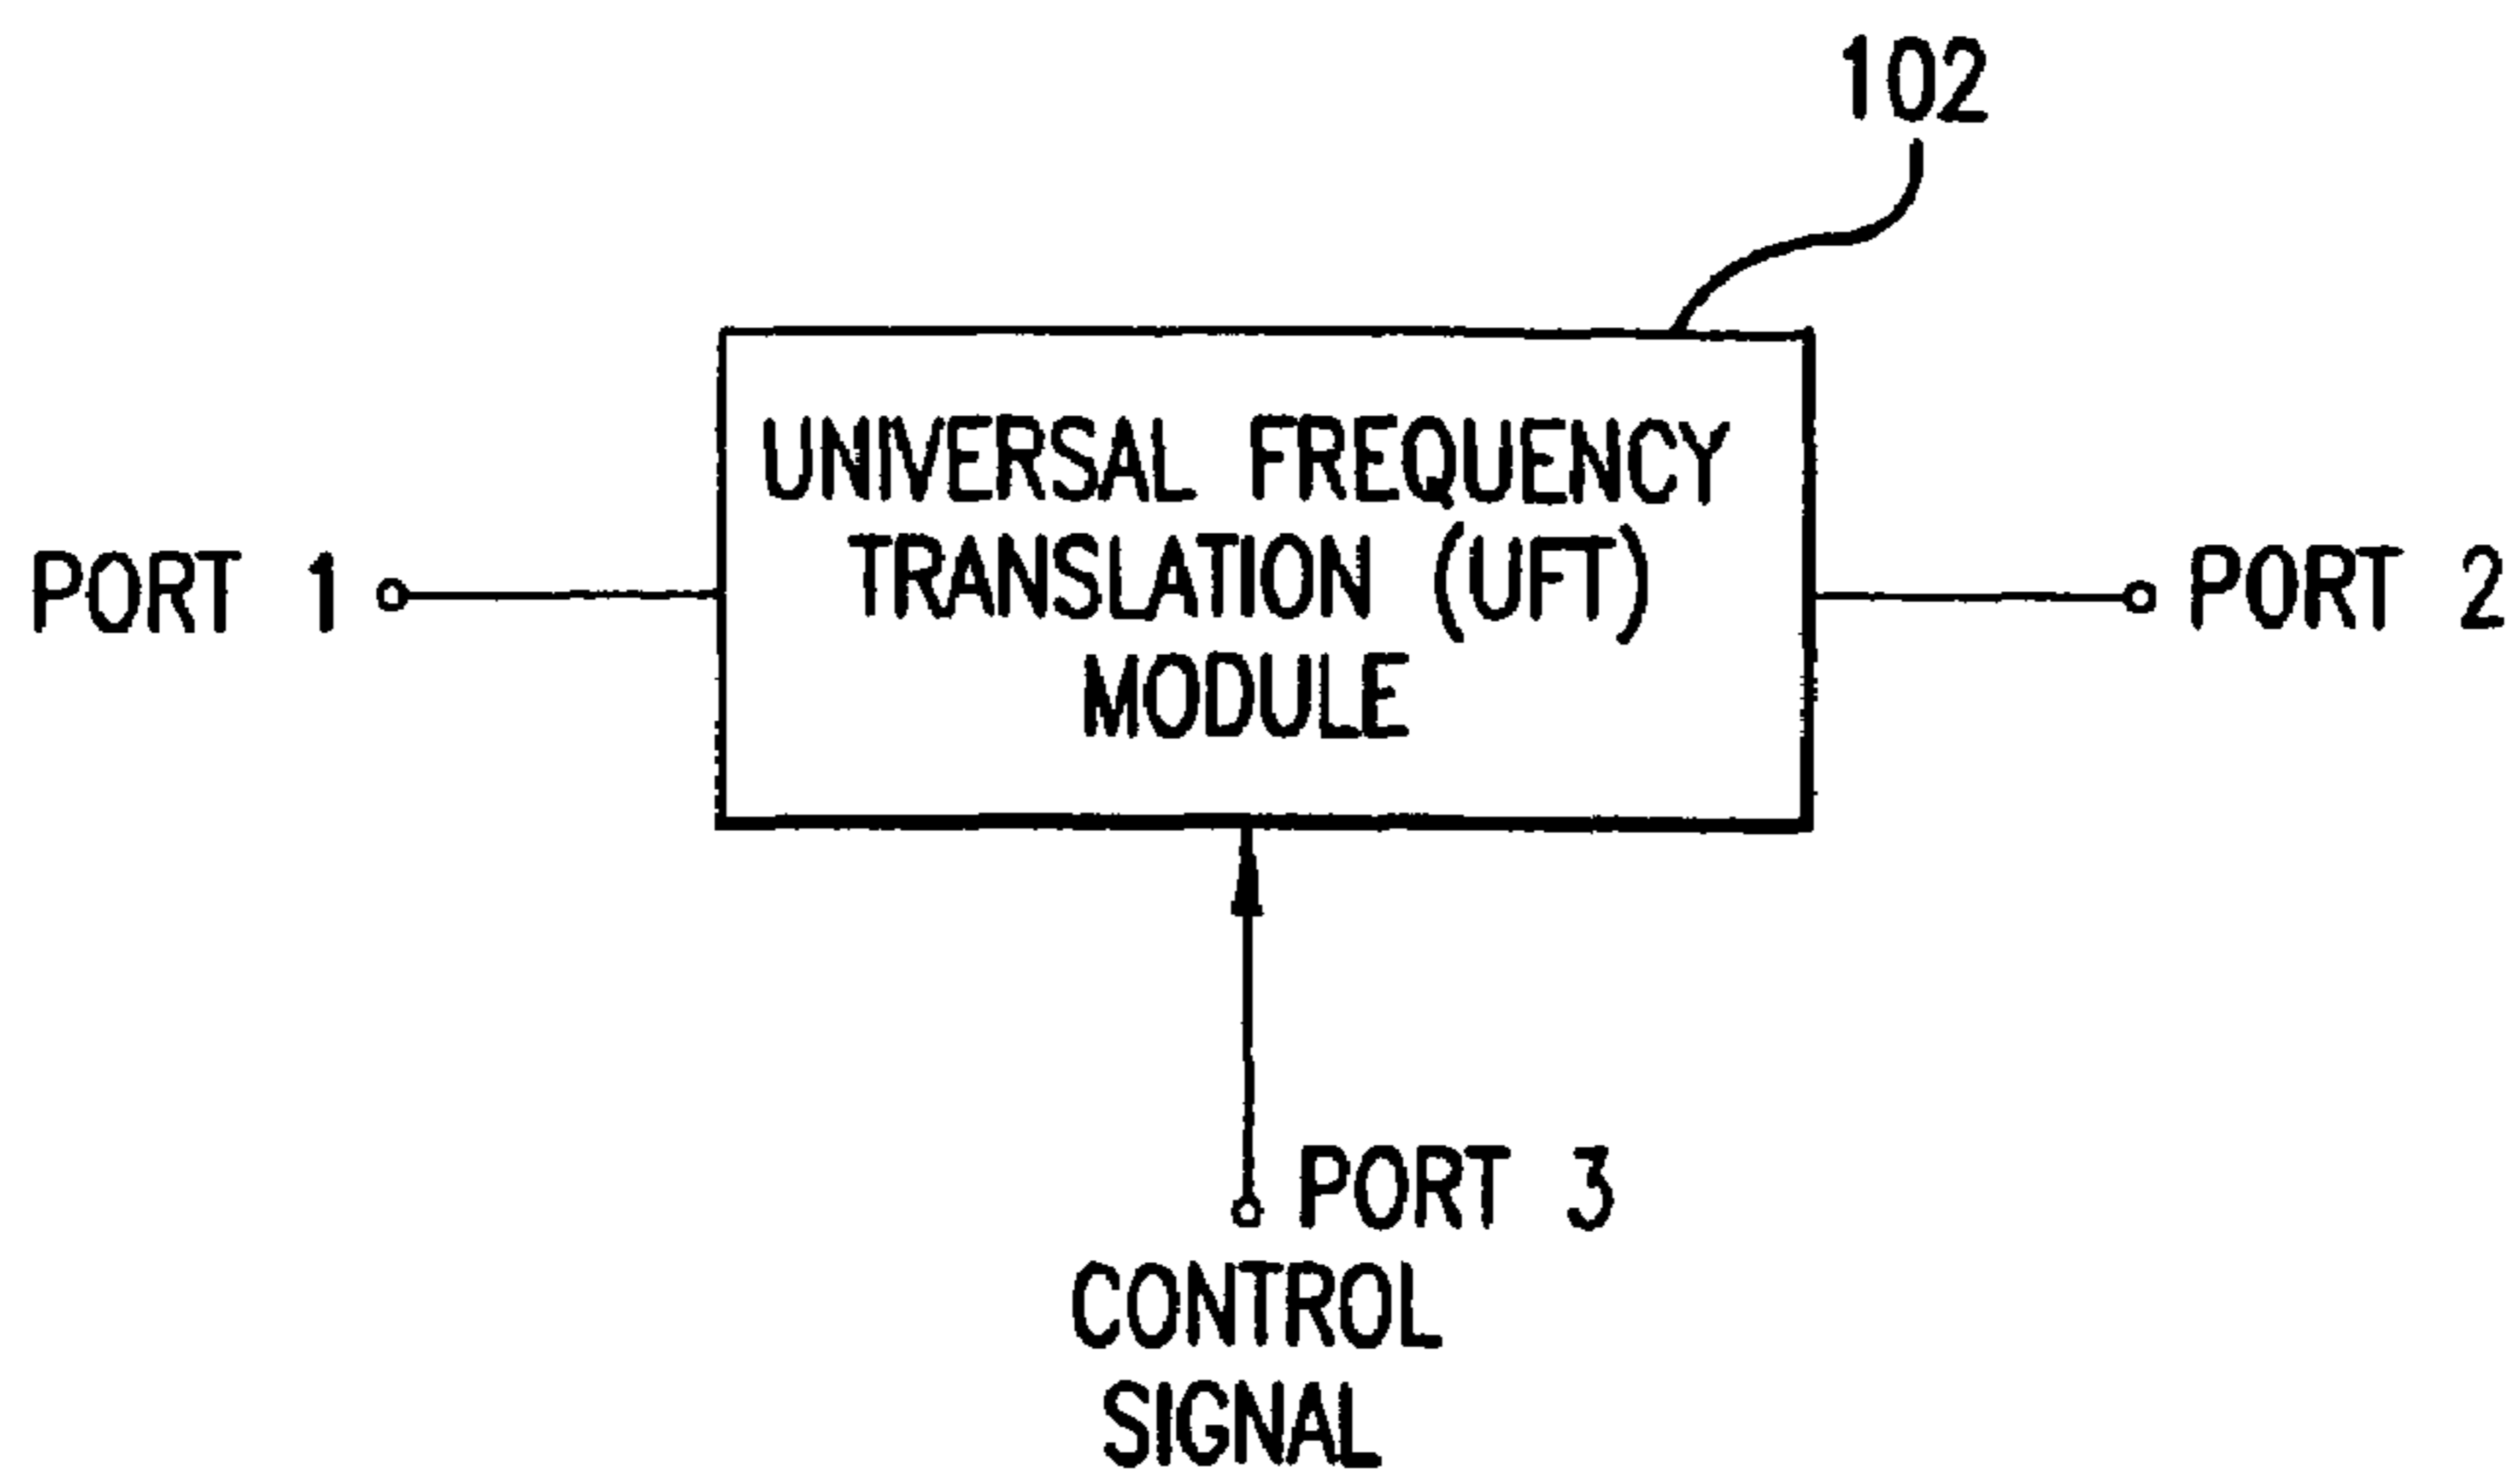 102
UNIVERSAL FREQUENCY
TRANSLATION (UFT)
MODULE
PORT 1
PORT 2
PORT 3
CONTROL
SIGNAL